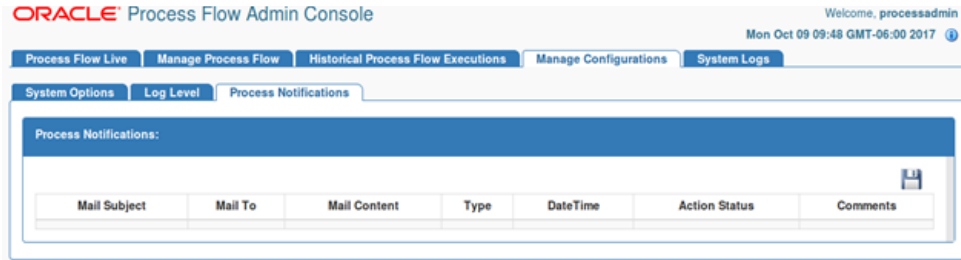 ORACLE Process Flow Admin Console
Welcome, processadmin
Mon Oct 09 09:48 GMT-06:00 2017
Process Flow Live Manage Process Flow Historical Process Flow Executions Manage Configurations System Logs
System Options Log Level Process Notifications
Process Notifications:
Mail Subject Mail To Mail Content Type DateTime Action Status Comments